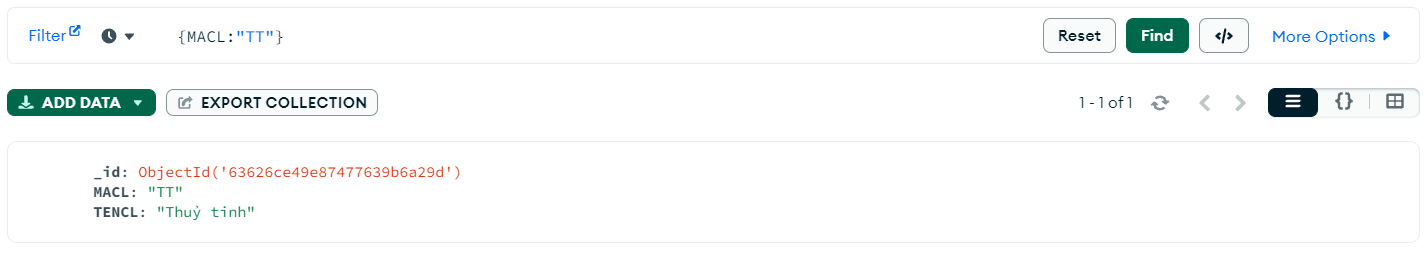 Filter {MACL:"TT"} Reset Find </> More Options
ADD DATA EXPORT COLLECTION 1 - 1 of 1 {}
_id: ObjectId('63626ce49e87477639b6a29d')
MACL: "TT"
TENCL: "Thuỷ tinh"